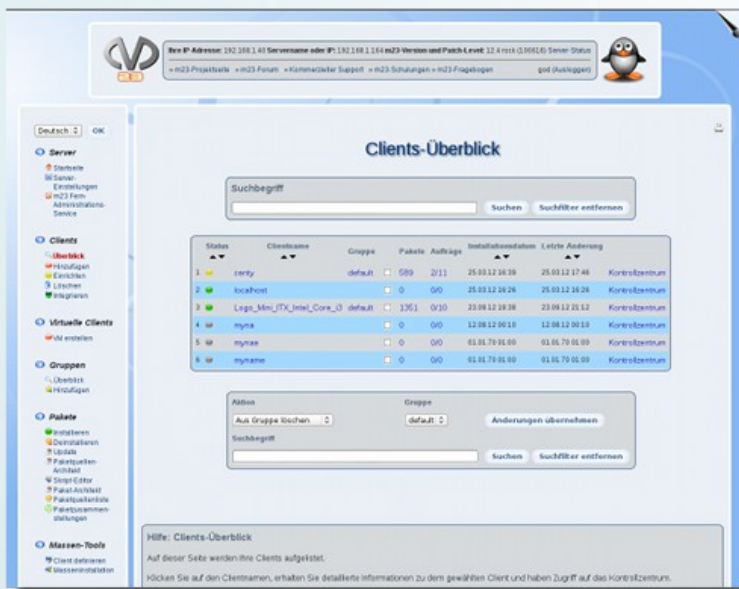 Ihre IP-Adresse: 192.168.1.40 Servername oder IP: 192.168.1.164 m23-Version und Patch-Level: 12.4 rock Server-Status
» m23-Projektseite » m23-Forum » Kommerzieller Support » m23-Schulungen » m23-Fragebogen god (Ausloggen)
Deutsch OK
Server
Startseite
Server-
Einstellungen
m23 Fern
Administrations-
Service
Clients
Überblick
Hinzufügen
Einrichten
Löschen
Integrieren
Virtuelle Clients
VM erstellen
Gruppen
Überblick
Hinzufügen
Pakete
Installieren
Deinstallieren
Update
Paketquellen-
Architekt
Skript-Editor
Paket-Architekt
Paketquellenliste
Paketzusammen-
stellungen
Massen-Tools
Client definieren
Masseninstallation
Clients-Überblick
Suchbegriff
Suchen Suchfilter entfernen
Status Clientname Gruppe Pakete Aufträge Installationsdatum Letzte Änderung
1 centy default 589 2/11 25.03.12 16:39 25.03.12 17:46 Kontrollzentrum
2 localhost 0 0/0 25.03.12 16:26 25.03.12 16:26 Kontrollzentrum
3 Logo_Mini_ITX_Intel_Core_i3 default 1351 0/10 23.09.12 19:38 23.09.12 21:12 Kontrollzentrum
4 myna 0 0/0 12.08.12 00:10 12.08.12 00:10 Kontrollzentrum
5 mynae 0 0/0 01.01.70 01:00 01.01.70 01:00 Kontrollzentrum
6 myname 0 0/0 01.01.70 01:00 01.01.70 01:00 Kontrollzentrum
Aktion Gruppe
Aus Gruppe löschen default Änderungen übernehmen
Suchbegriff
Suchen Suchfilter entfernen
Hilfe: Clients-Überblick
Auf dieser Seite werden Ihre Clients aufgelistet.
Klicken Sie auf den Clientnamen, erhalten Sie detaillierte Informationen zu dem gewählten Client und haben Zugriff auf das Kontrollzentrum.